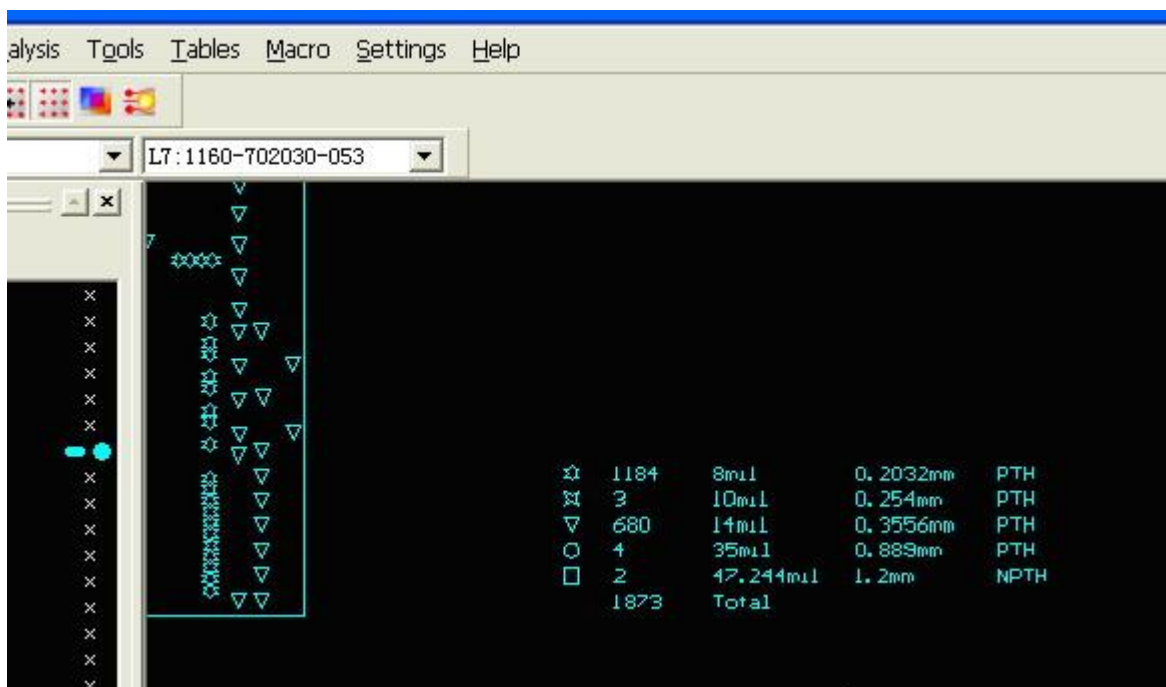 alysis Tools Tables Macro Settings Help
L7:1160-702030-053
1184 8mil 0.2032mm PTH
3 10mil 0.254mm PTH
680 14mil 0.3556mm PTH
4 35mil 0.889mm PTH
2 47.244mil 1.2mm NPTH
1873 Total